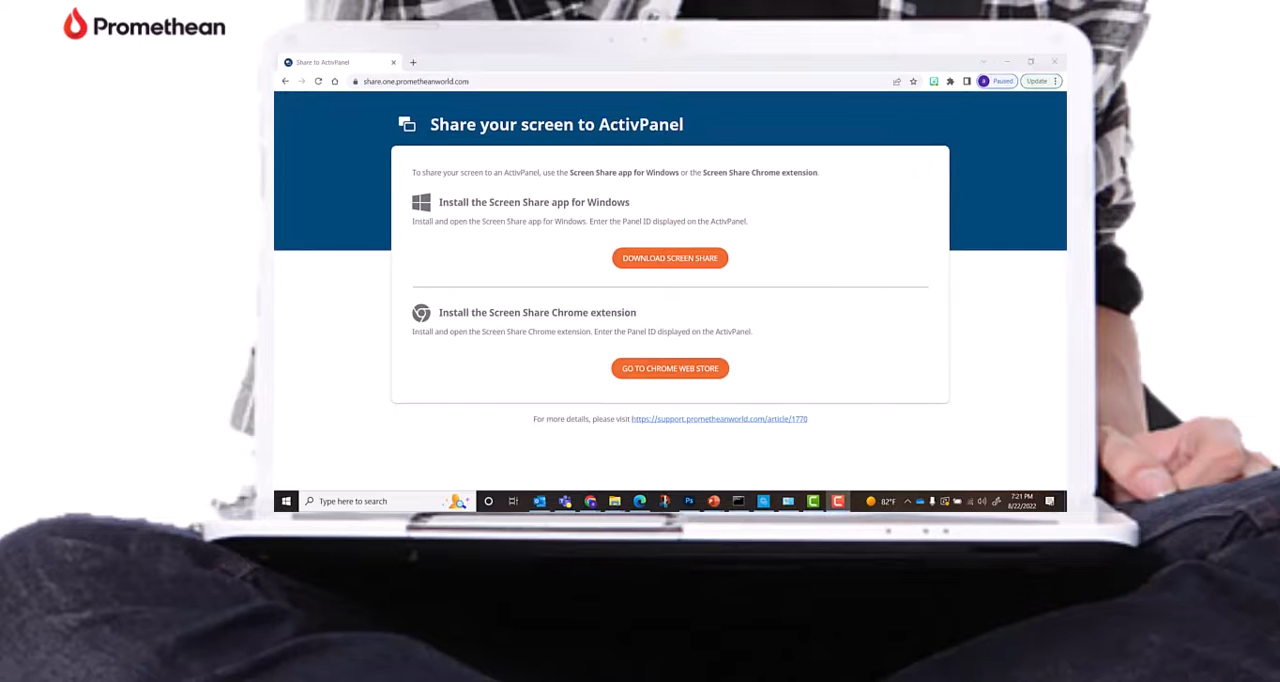 Promethean
Share to ActivPanel
share.one.prometheanworld.com
a Paused
Update
Share your screen to ActivPanel
To share your screen to an ActivPanel, use the Screen Share app for Windows or the Screen Share Chrome extension.
Install the Screen Share app for Windows
Install and open the Screen Share app for Windows. Enter the Panel ID displayed on the ActivPanel.
DOWNLOAD SCREEN SHARE
Install the Screen Share Chrome extension
Install and open the Screen Share Chrome extension. Enter the Panel ID displayed on the ActivPanel.
GO TO CHROME WEB STORE
For more details, please visit https://support.prometheanworld.com/article/1770
Type here to search
Ps
82°F
7:21 PM
8/22/2022